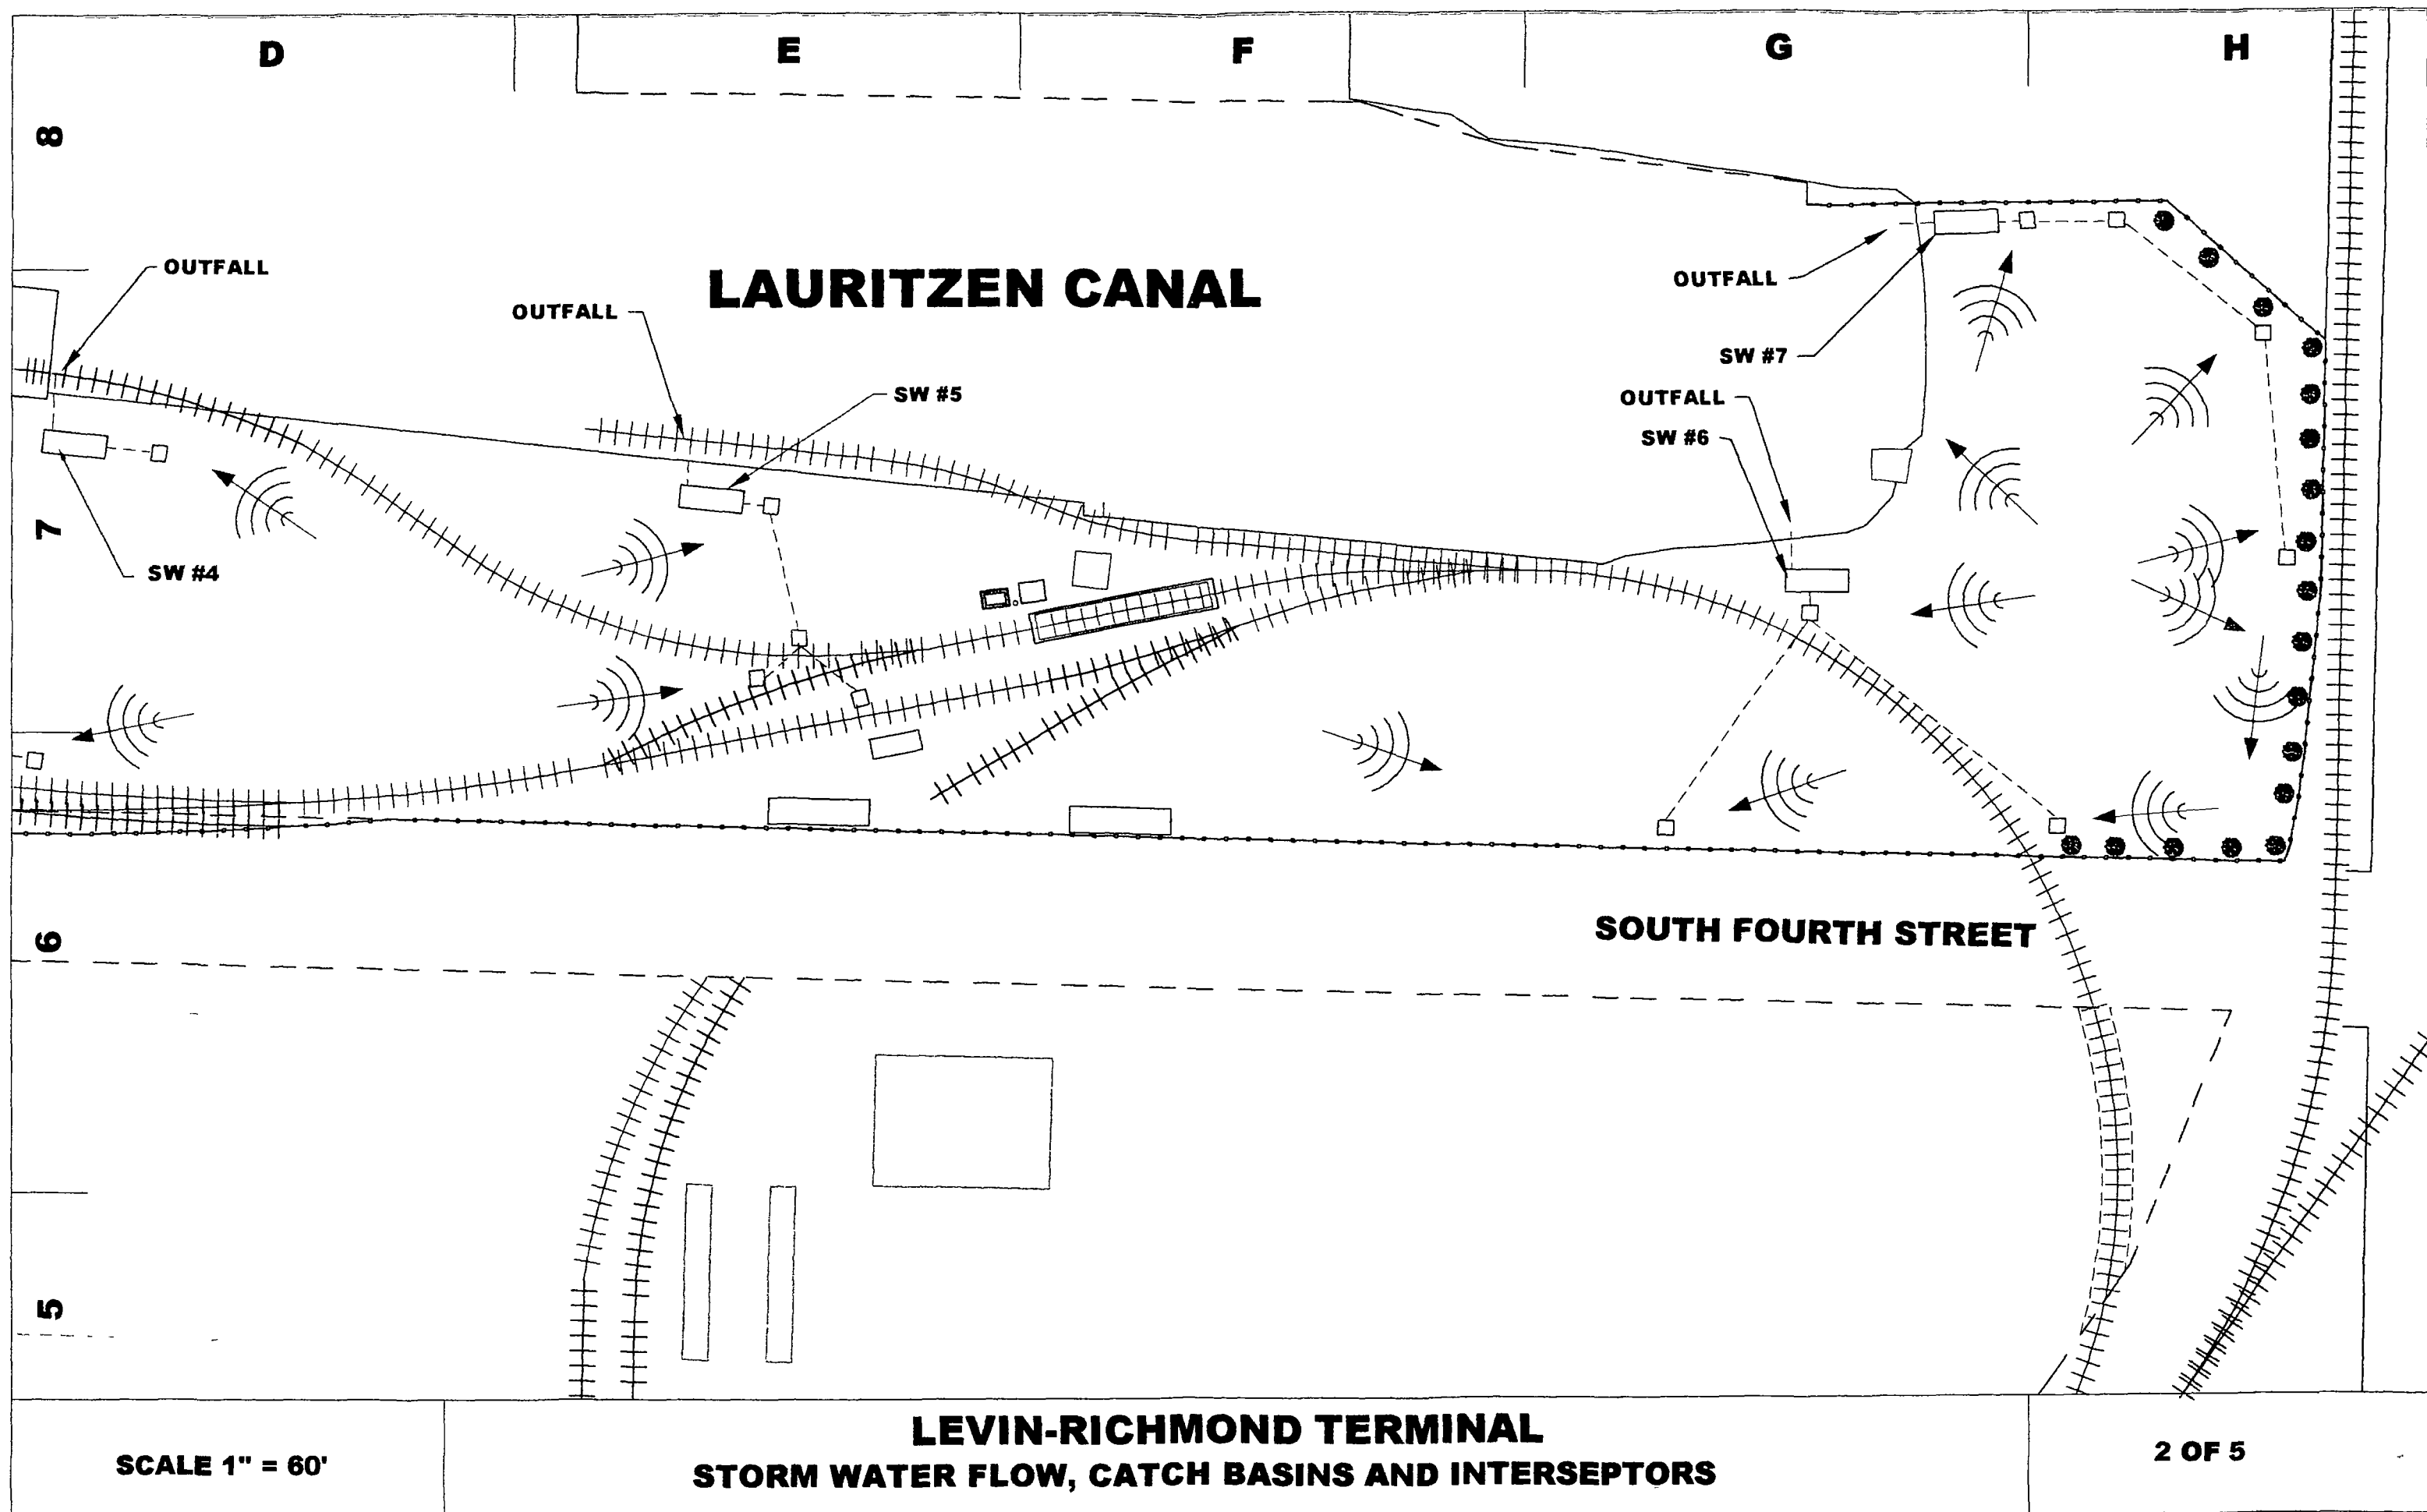 D E F G H
8
OUTFALL
LAURITZEN CANAL
OUTFALL
OUTFALL
SW #7
SW #5
OUTFALL
SW #6
7
SW #4
6
SOUTH FOURTH STREET
5
SCALE 1" = 60'
LEVIN-RICHMOND TERMINAL
STORM WATER FLOW, CATCH BASINS AND INTERSEPTORS
2 OF 5